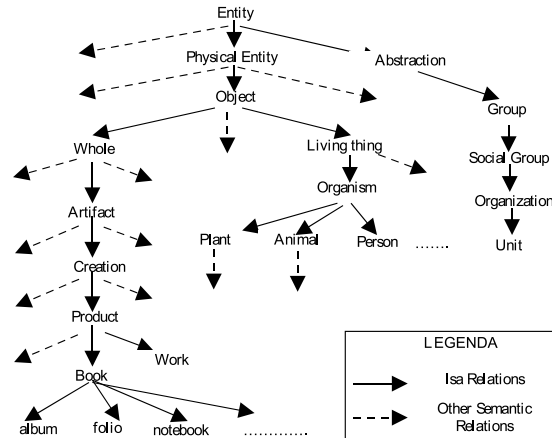 Entity
Physical Entity
Abstraction
Object
Group
Whole
Living thing
Social Group
Organism
Artifact
Organization
Plant
Animal
Person
.......
Unit
Creation
Product
Work
Book
album
folio
notebook
..............
LEGENDA
Isa Relations
Other Semantic
Relations